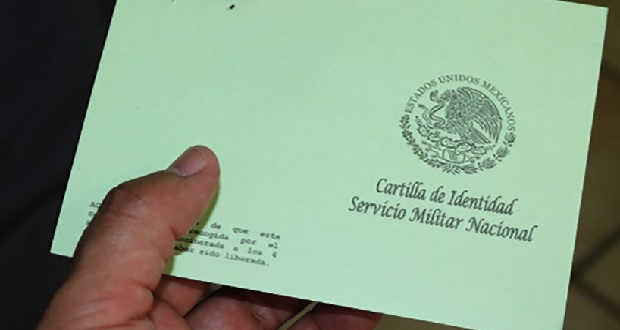 ESTADOS UNIDOS MEXICANOS
Cartilla de Identidad
Servicio Militar Nacional
de que esta
recogida por el
a los 4
haber sido liberada.